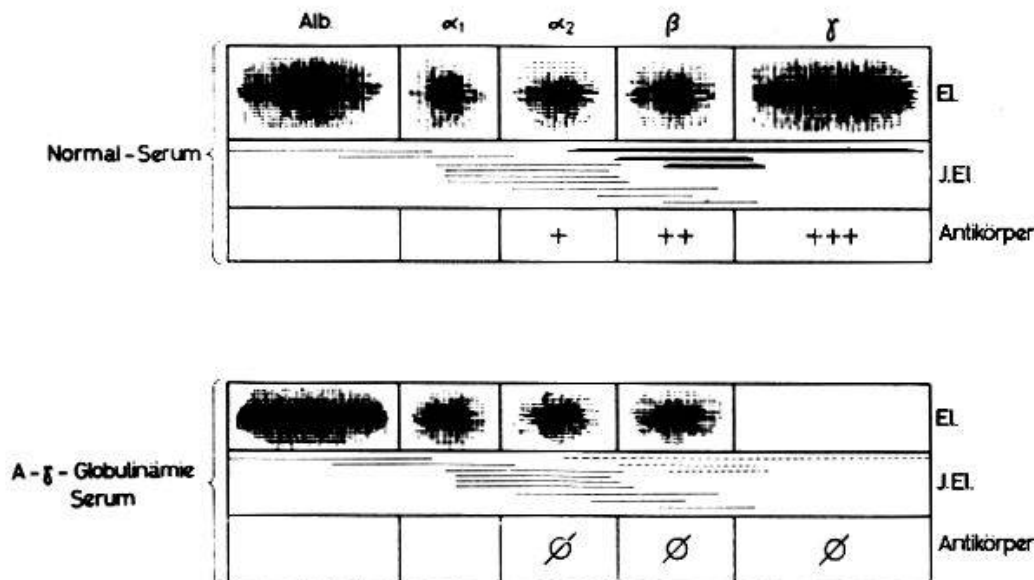 Alb. α₁ α₂ β γ
El.
Normal-Serum
J.El.
+ ++ +++ Antikörper
El.
A-γ-Globulinämie
Serum
J.El.
Ø Ø Ø Antikörper